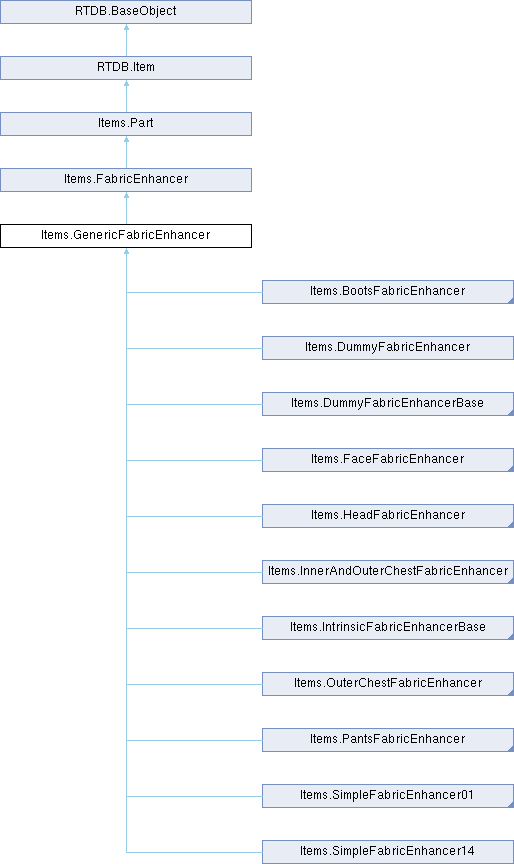 RTDB.BaseObject
RTDB.Item
Items.Part
Items.FabricEnhancer
Items.GenericFabricEnhancer
Items.BootsFabricEnhancer
Items.DummyFabricEnhancer
Items.DummyFabricEnhancerBase
Items.FaceFabricEnhancer
Items.HeadFabricEnhancer
Items.InnerAndOuterChestFabricEnhancer
Items.IntrinsicFabricEnhancerBase
Items.OuterChestFabricEnhancer
Items.PantsFabricEnhancer
Items.SimpleFabricEnhancer01
Items.SimpleFabricEnhancer14